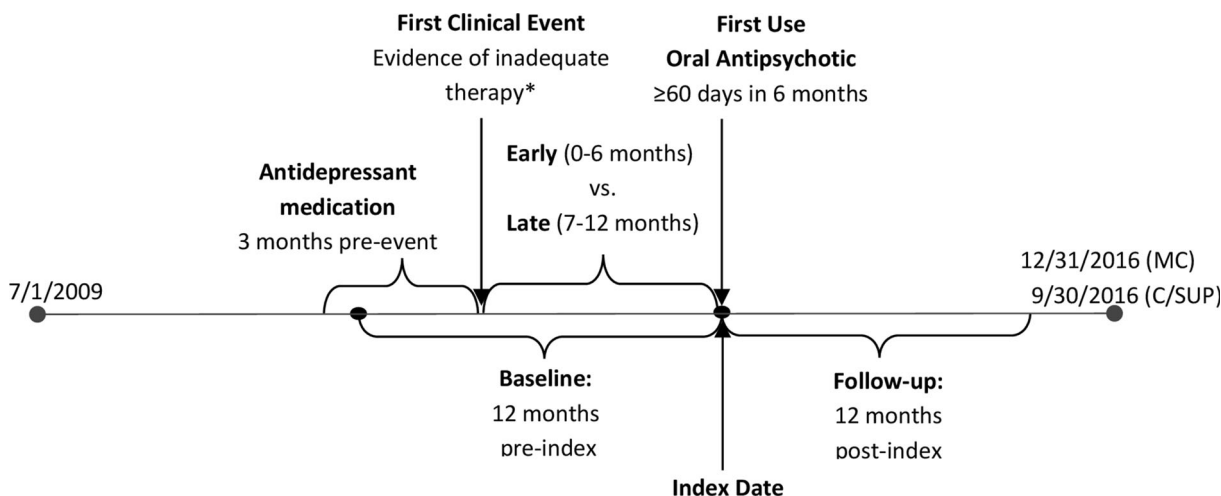 First Clinical Event
Evidence of inadequate
therapy*
First Use
Oral Antipsychotic
≥60 days in 6 months
Early (0-6 months)
vs.
Late (7-12 months)
Antidepressant
medication
3 months pre-event
7/1/2009
12/31/2016 (MC)
9/30/2016 (C/SUP)
Baseline:
12 months
pre-index
Follow-up:
12 months
post-index
Index Date